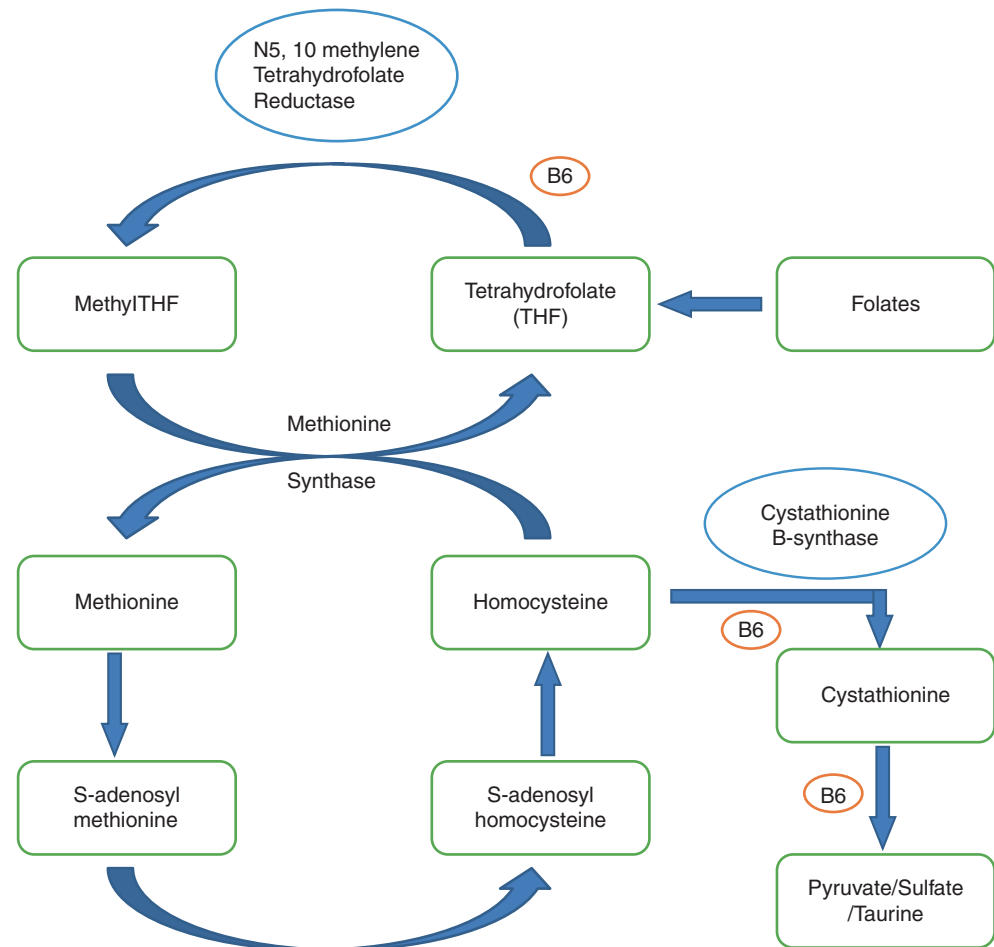 N5, 10 methylene
Tetrahydrofolate
Reductase
B6
MethylTHF
Tetrahydrofolate
(THF)
Folates
Methionine
Synthase
Cystathionine
B-synthase
Methionine
Homocysteine
B6
Cystathionine
S-adenosyl
methionine
S-adenosyl
homocysteine
B6
Pyruvate/Sulfate
/Taurine